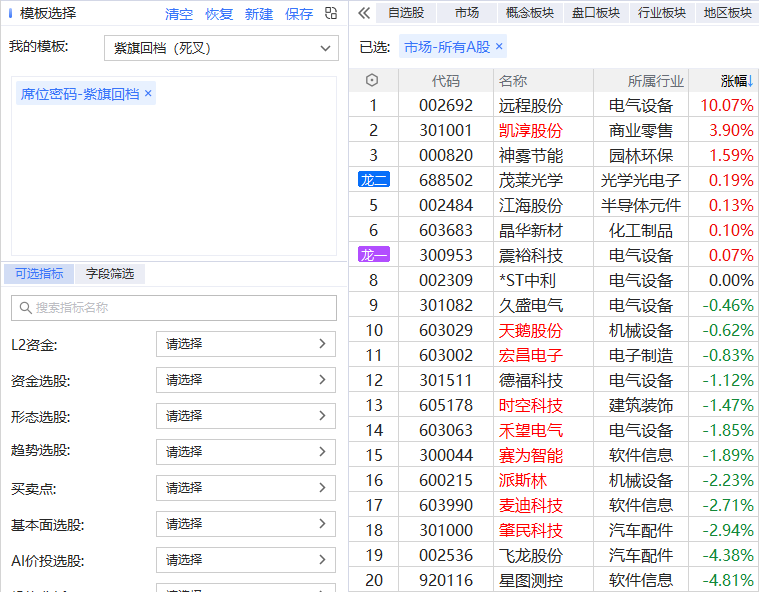 模板选择 清空 恢复 新建 保存
我的模板: 紫旗回档（死叉）
席位密码-紫旗回档 ×
可选指标 字段筛选
搜索指标名称
L2资金: 请选择
资金选股: 请选择
形态选股: 请选择
趋势选股: 请选择
买卖点: 请选择
基本面选股: 请选择
AI价投选股: 请选择
自选股 市场 概念板块 盘口板块 行业板块 地区板块
已选: 市场-所有A股 ×
代码 名称 所属行业 涨幅↓
1 002692 远程股份 电气设备 10.07%
2 301001 凯淳股份 商业零售 3.90%
3 000820 神雾节能 园林环保 1.59%
龙二 688502 茂莱光学 光学光电子 0.19%
5 002484 江海股份 半导体元件 0.13%
6 603683 晶华新材 化工制品 0.10%
龙一 300953 震裕科技 电气设备 0.07%
8 002309 *ST中利 电气设备 0.00%
9 301082 久盛电气 电气设备 -0.46%
10 603029 天鹅股份 机械设备 -0.62%
11 603002 宏昌电子 电子制造 -0.83%
12 301511 德福科技 电气设备 -1.12%
13 605178 时空科技 建筑装饰 -1.47%
14 603063 禾望电气 电气设备 -1.85%
15 300044 赛为智能 软件信息 -1.89%
16 600215 派斯林 机械设备 -2.23%
17 603990 麦迪科技 软件信息 -2.71%
18 301000 肇民科技 汽车配件 -2.94%
19 002536 飞龙股份 汽车配件 -4.38%
20 920116 星图测控 软件信息 -4.81%